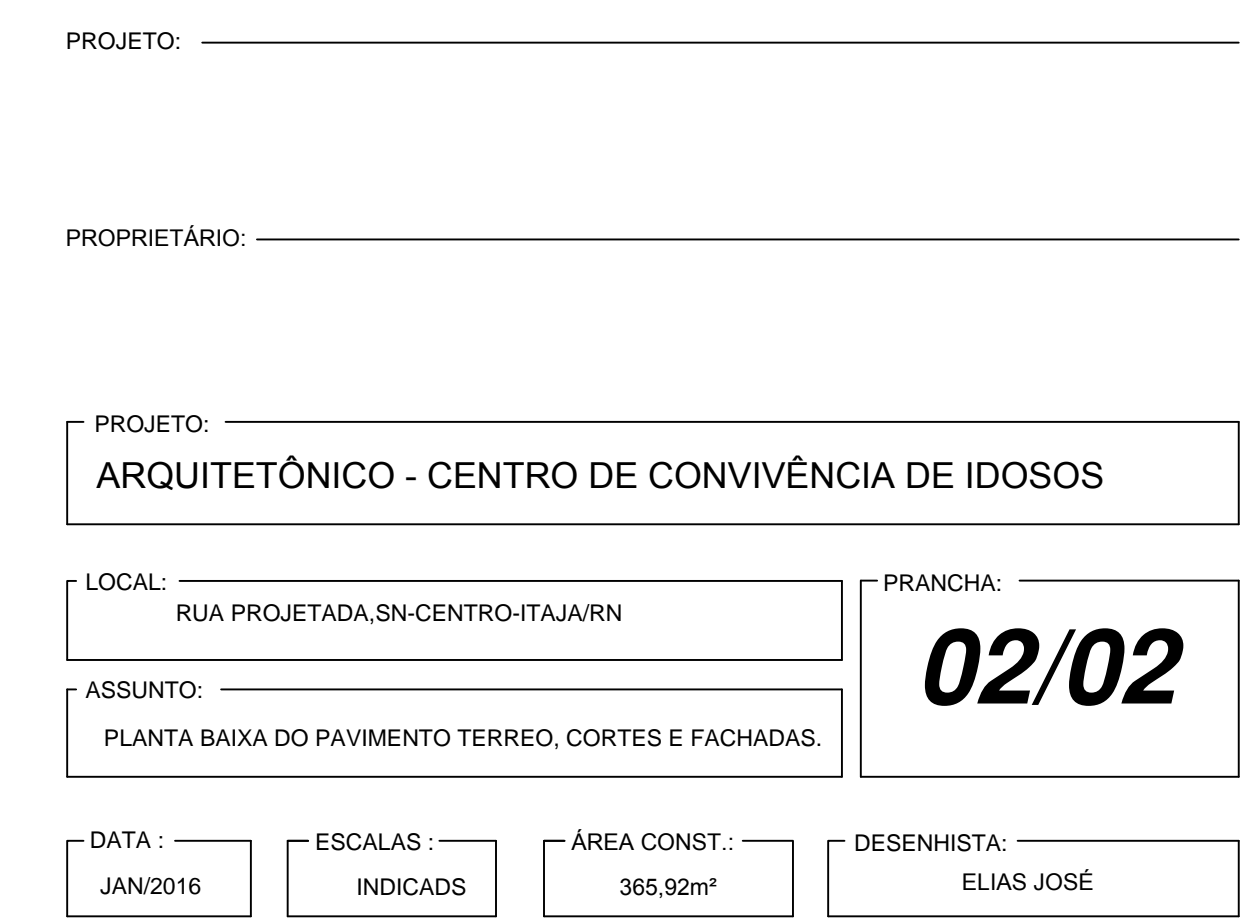 PROJETO:
PROPRIETÁRIO:
PROJETO:
ARQUITETÔNICO - CENTRO DE CONVIVÊNCIA DE IDOSOS
LOCAL:
RUA PROJETADA,SN-CENTRO-ITAJA/RN
PRANCHA:
02/02
ASSUNTO:
PLANTA BAIXA DO PAVIMENTO TERREO, CORTES E FACHADAS.
DATA :
JAN/2016
ESCALAS :
INDICADS
ÁREA CONST.:
365,92m²
DESENHISTA:
ELIAS JOSÉ